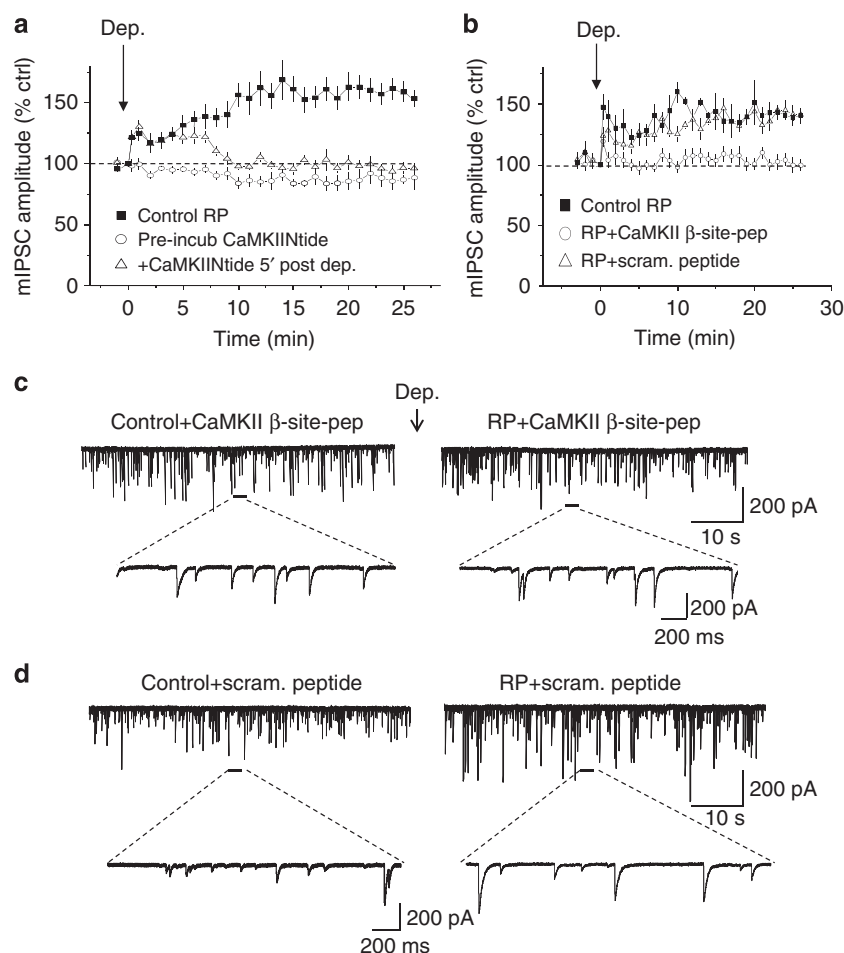 a
Dep.
mIPSC amplitude (% ctrl)
150
100
50
0
Control RP
Pre-incub CaMKIINtide
+CaMKIINtide 5′ post dep.
0 5 10 15 20 25
Time (min)
b
Dep.
mIPSC amplitude (% ctrl)
150
100
50
0
Control RP
RP+CaMKII β-site-pep
RP+scram. peptide
0 10 20 30
Time (min)
c
Dep.
Control+CaMKII β-site-pep
RP+CaMKII β-site-pep
200 pA
10 s
200 pA
200 ms
d
Control+scram. peptide
RP+scram. peptide
200 pA
10 s
200 pA
200 ms